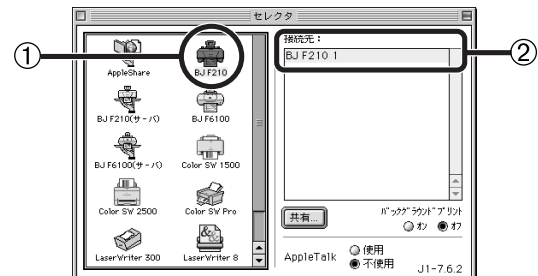 セレクタ
①
②
AppleShare
BJ F210
BJ F210(サーバ)
BJ F6100
BJ F6100(サーバ)
Color SW 1500
Color SW 2500
Color SW Pro
LaserWriter 300
LaserWriter 8
接続先：
BJ F210 1
共有...
バックグラウンドプリント
オン
オフ
AppleTalk
使用
不使用
J1-7.6.2